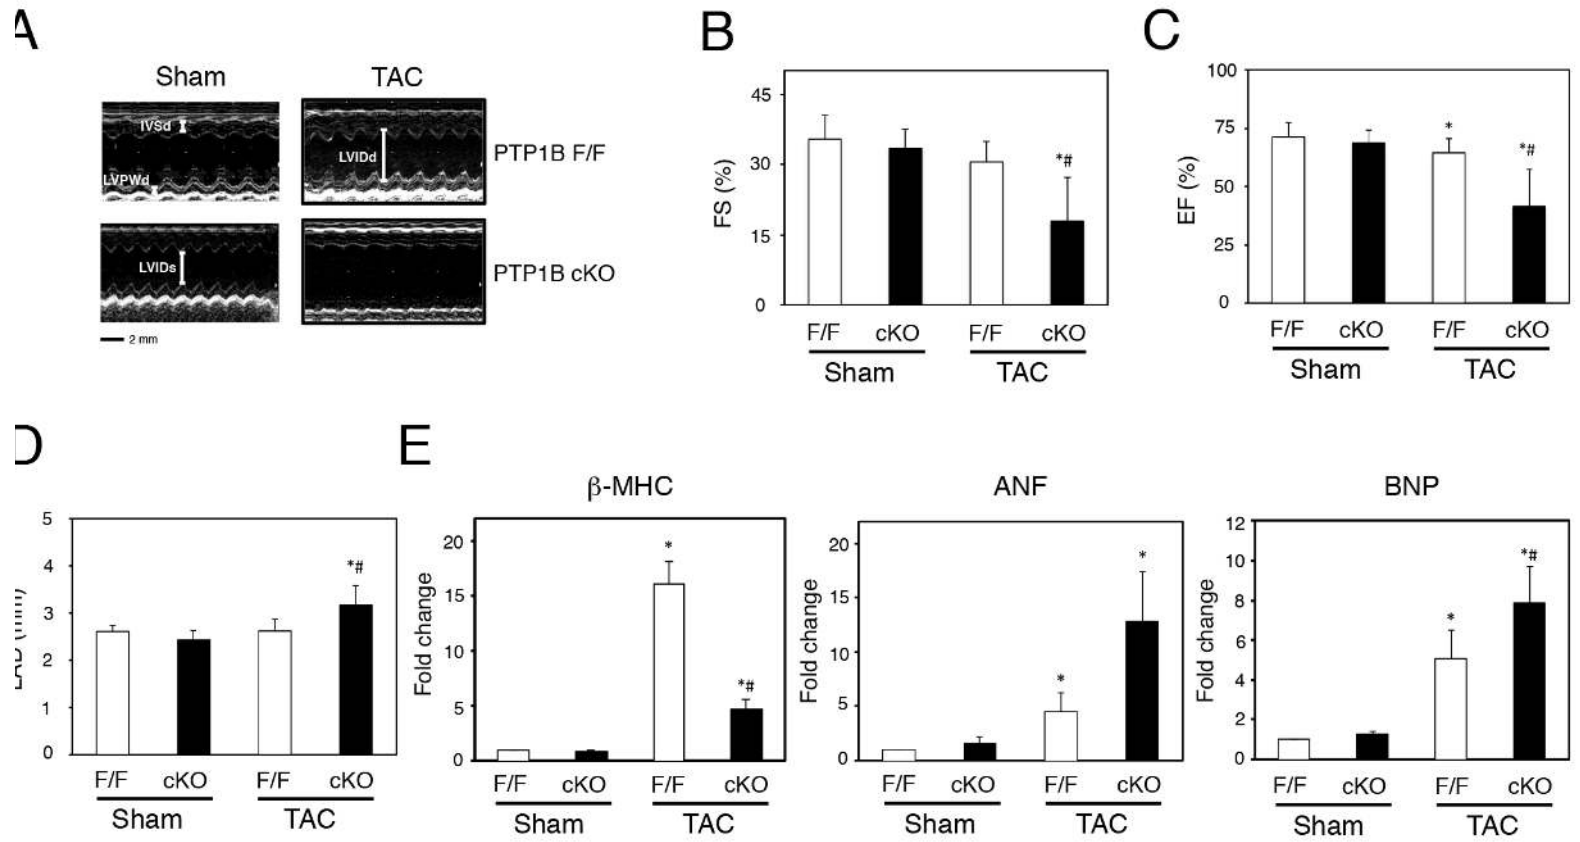 A
Sham TAC
IVSd
LVPWd
LVIDd
PTP1B F/F
LVIDs
PTP1B cKO
2 mm
B
FS (%)
45
30
15
0
*#
F/F cKO F/F cKO
Sham TAC
C
EF (%)
100
75
50
25
0
*
*#
F/F cKO F/F cKO
Sham TAC
D
LAD (mm)
5
4
3
2
1
0
*#
F/F cKO F/F cKO
Sham TAC
E
β-MHC
Fold change
20
15
10
5
0
*
*#
F/F cKO F/F cKO
Sham TAC
ANF
Fold change
20
15
10
5
0
*
*
F/F cKO F/F cKO
Sham TAC
BNP
Fold change
12
10
8
6
4
2
0
*
*#
F/F cKO F/F cKO
Sham TAC